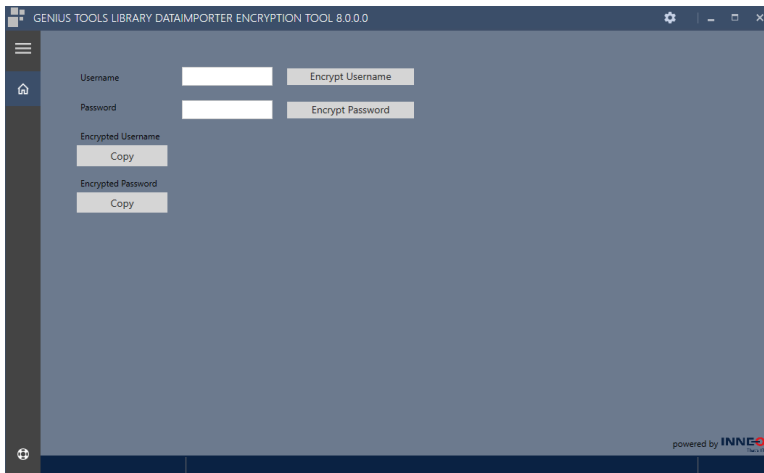 GENIUS TOOLS LIBRARY DATAIMPORTER ENCRYPTION TOOL 8.0.0.0
Username
Encrypt Username
Password
Encrypt Password
Encrypted Username
Copy
Encrypted Password
Copy
powered by INNEO